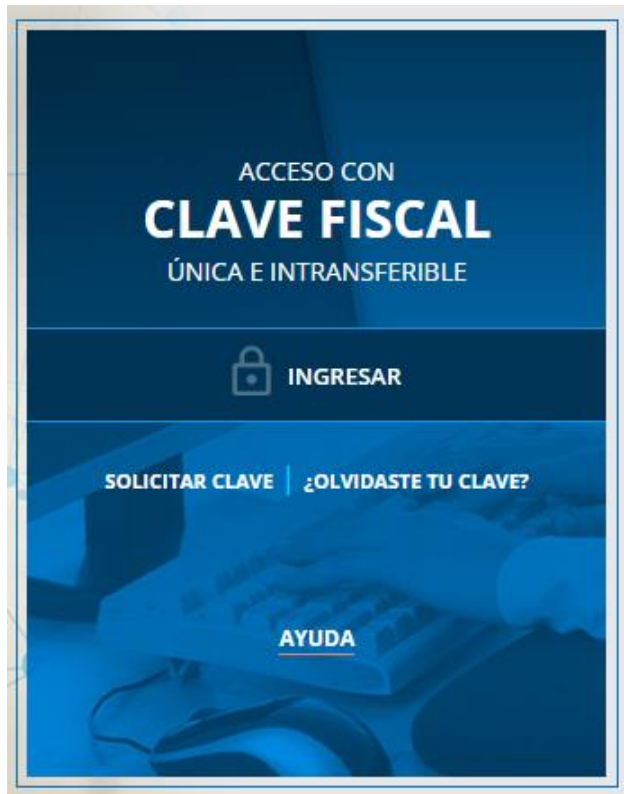 ACCESO CON
CLAVE FISCAL
ÚNICA E INTRANSFERIBLE
INGRESAR
SOLICITAR CLAVE | ¿OLVIDASTE TU CLAVE?
AYUDA